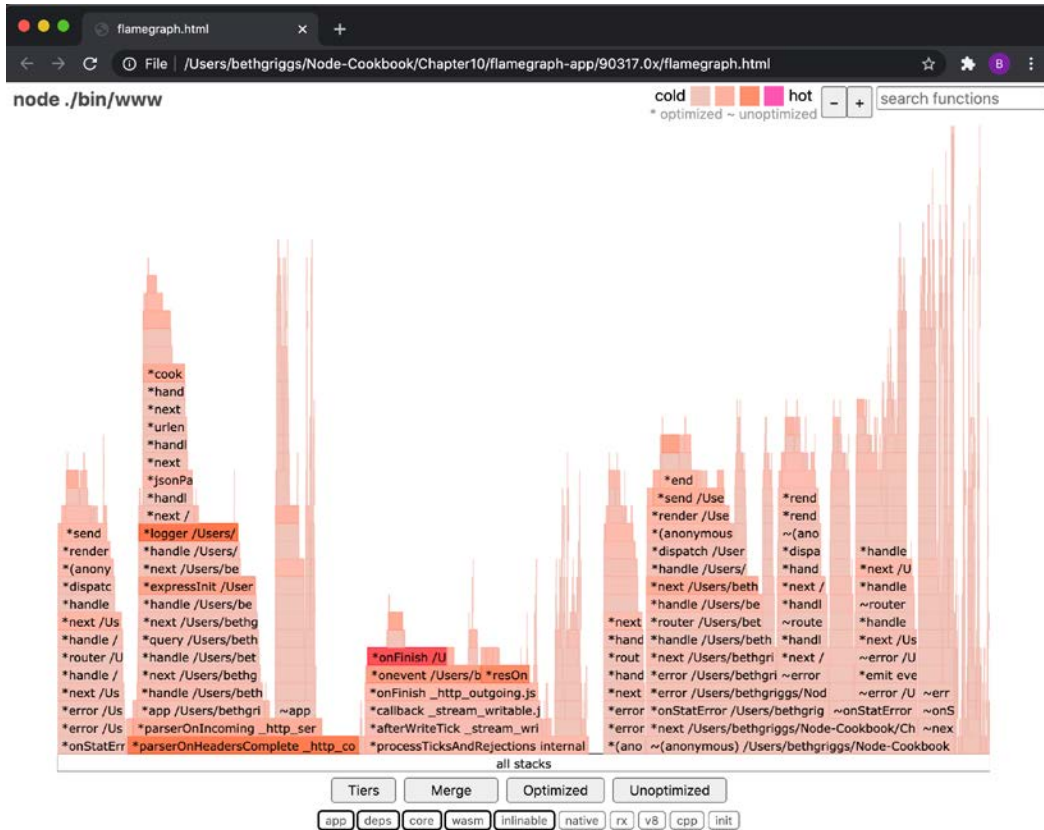 flamegraph.html
File | /Users/bethgriggs/Node-Cookbook/Chapter10/flamegraph-app/90317.0x/flamegraph.html
B
node ./bin/www
cold hot - + search functions
* optimized ~ unoptimized
*cook
*hand
*next
*urlen
*handl
*next
*jsonPa *end
*handl *send /Use *rend
*next / *render /Use *rend
*send *logger /Users/ *(anonymous ~(ano
*render *handle /Users/ *dispatch /User *dispa *handle
*(anony *next /Users/be *handle /Users/ *hand *next /U
*dispatc *expressInit /User *next /Users/beth *next / *handle
*handle *handle /Users/be *handle /Users/be *handl ~router
*next /Us *next /Users/bethg *next *router /Users/bet ~route *handle
*handle / *query /Users/beth *hand *handle /Users/beth *handl *next /Us
*router /U *handle /Users/bet *onFinish /U *rout *next /Users/bethgri *next / ~error /U
*handle / *next /Users/bethg *onevent /Users/b *resOn *hand *error /Users/bethgri ~error *emit eve
*next /Us *handle /Users/beth *onFinish _http_outgoing.js *next *error /Users/bethgriggs/Nod ~error /U ~err
*error /Us *app /Users/bethgri ~app *callback _stream_writable.j *error *onStatError /Users/bethgrig ~onStatError ~onS
*error /Us *parserOnIncoming _http_ser *afterWriteTick _stream_wri *error *next /Users/bethgriggs/Node-Cookbook/Ch ~nex
*onStatErr *parserOnHeadersComplete _http_co *processTicksAndRejections internal *(ano ~(anonymous) /Users/bethgriggs/Node-Cookbook
all stacks
Tiers Merge Optimized Unoptimized
app deps core wasm inlinable native rx v8 cpp init